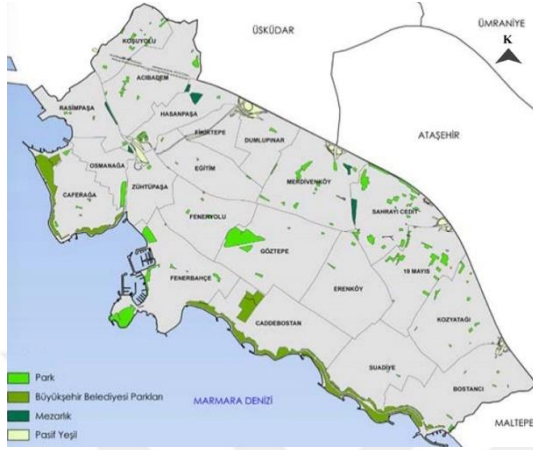 ÜSKÜDAR
ÜMRANİYE
K
KOŞUYOLU
ACIBADEM
ATAŞEHİR
RASİMPAŞA
HASANPAŞA
FİKİRTEPE
DUMLUPINAR
OSMANAĞA
EĞİTİM
MERDİVENKÖY
CAFERAĞA
ZÜHTÜPAŞA
SAHRAYI CEDİT
FENERYOLU
GÖZTEPE
19 MAYIS
FENERBAHÇE
ERENKÖY
KOZYATAĞI
CADDEBOSTAN
SUADİYE
BOSTANCI
Park
Büyükşehir Belediyesi Parkları
MARMARA DENİZİ
Mezarlık
MALTEPE
Pasif Yeşil